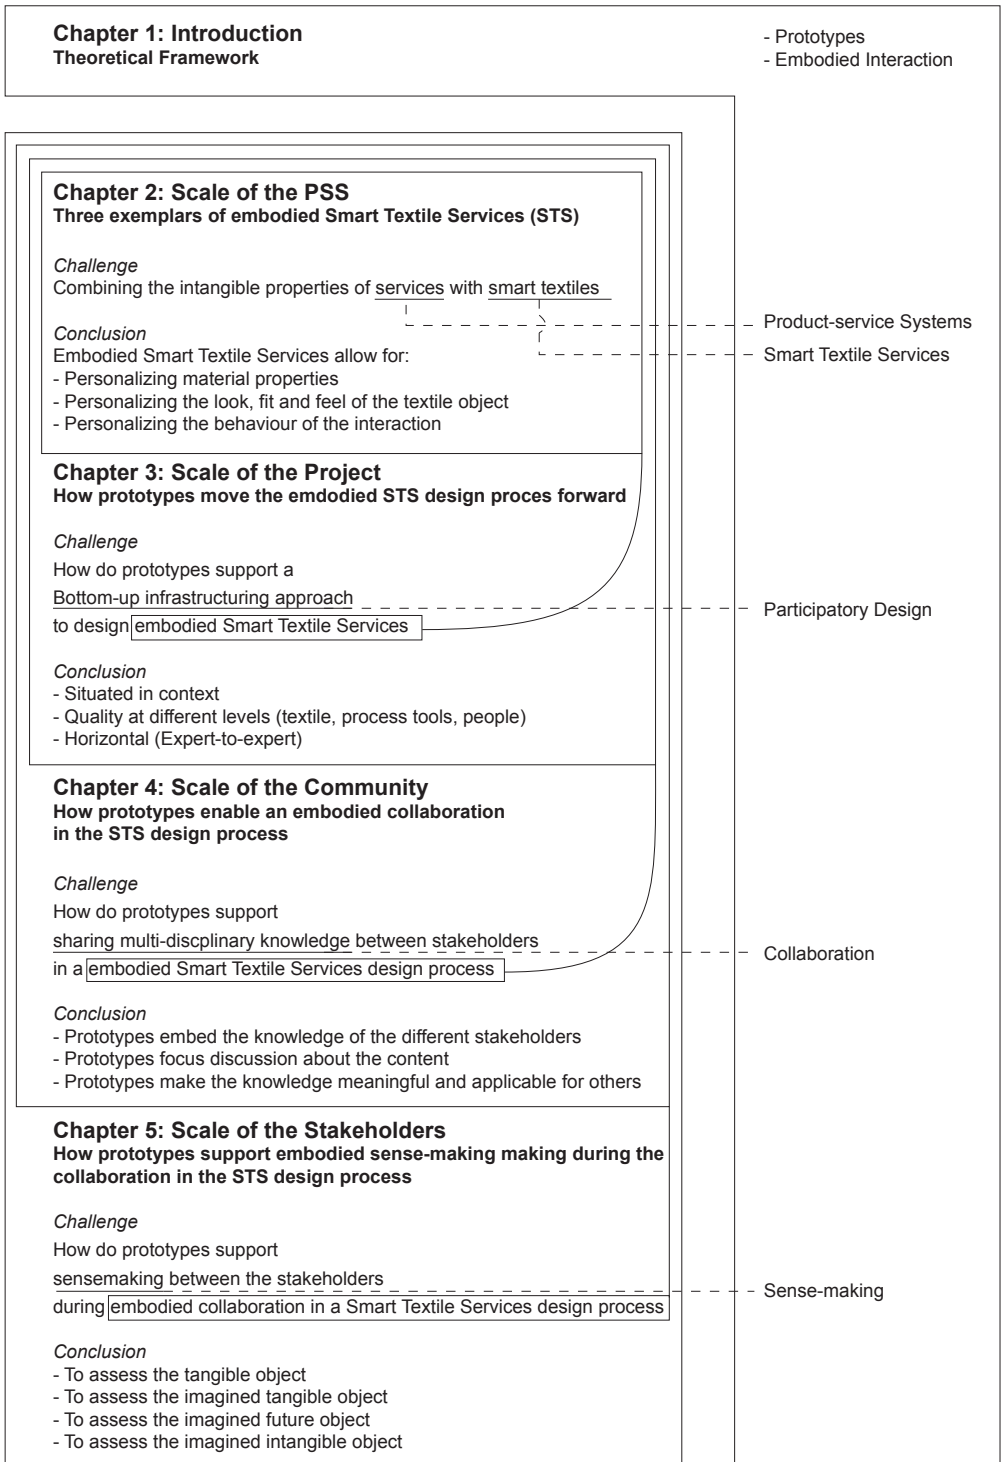 Chapter 1: Introduction
Theoretical Framework
- Prototypes
- Embodied Interaction
Chapter 2: Scale of the PSS
Three exemplars of embodied Smart Textile Services (STS)
Challenge
Combining the intangible properties of services with smart textiles
Product-service Systems
Smart Textile Services
Conclusion
Embodied Smart Textile Services allow for:
- Personalizing material properties
- Personalizing the look, fit and feel of the textile object
- Personalizing the behaviour of the interaction
Chapter 3: Scale of the Project
How prototypes move the emdodied STS design proces forward
Challenge
How do prototypes support a
Bottom-up infrastructuring approach
Participatory Design
to design embodied Smart Textile Services
Conclusion
- Situated in context
- Quality at different levels (textile, process tools, people)
- Horizontal (Expert-to-expert)
Chapter 4: Scale of the Community
How prototypes enable an embodied collaboration
in the STS design process
Challenge
How do prototypes support
sharing multi-discplinary knowledge between stakeholders
Collaboration
in a embodied Smart Textile Services design process
Conclusion
- Prototypes embed the knowledge of the different stakeholders
- Prototypes focus discussion about the content
- Prototypes make the knowledge meaningful and applicable for others
Chapter 5: Scale of the Stakeholders
How prototypes support embodied sense-making making during the
collaboration in the STS design process
Challenge
How do prototypes support
sensemaking between the stakeholders
Sense-making
during embodied collaboration in a Smart Textile Services design process
Conclusion
- To assess the tangible object
- To assess the imagined tangible object
- To assess the imagined future object
- To assess the imagined intangible object